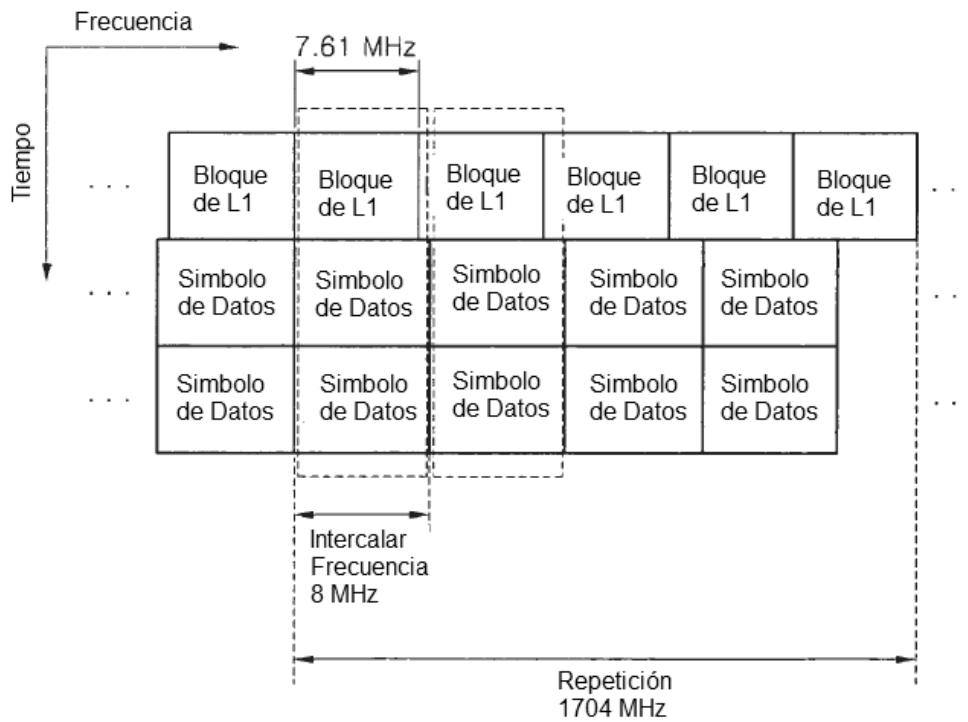 Frecuencia
7.61 MHz
Tiempo
. . .
Bloque
de L1
Bloque
de L1
Bloque
de L1
Bloque
de L1
Bloque
de L1
Bloque
de L1
. .
. . .
Simbolo
de Datos
Simbolo
de Datos
Simbolo
de Datos
Simbolo
de Datos
Simbolo
de Datos
. .
. . .
Simbolo
de Datos
Simbolo
de Datos
Simbolo
de Datos
Simbolo
de Datos
Simbolo
de Datos
. .
Intercalar
Frecuencia
8 MHz
Repetición
1704 MHz